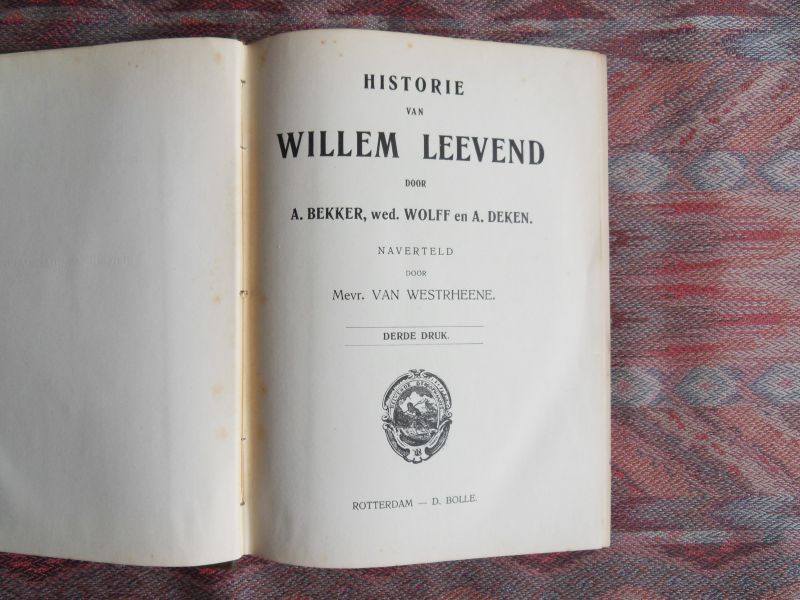 HISTORIE
VAN
WILLEM LEEVEND
DOOR
A. BEKKER, wed. WOLFF en A. DEKEN.
NAVERTELD
DOOR
Mevr. VAN WESTRHEENE.
DERDE DRUK.
ROTTERDAM — D. BOLLE.